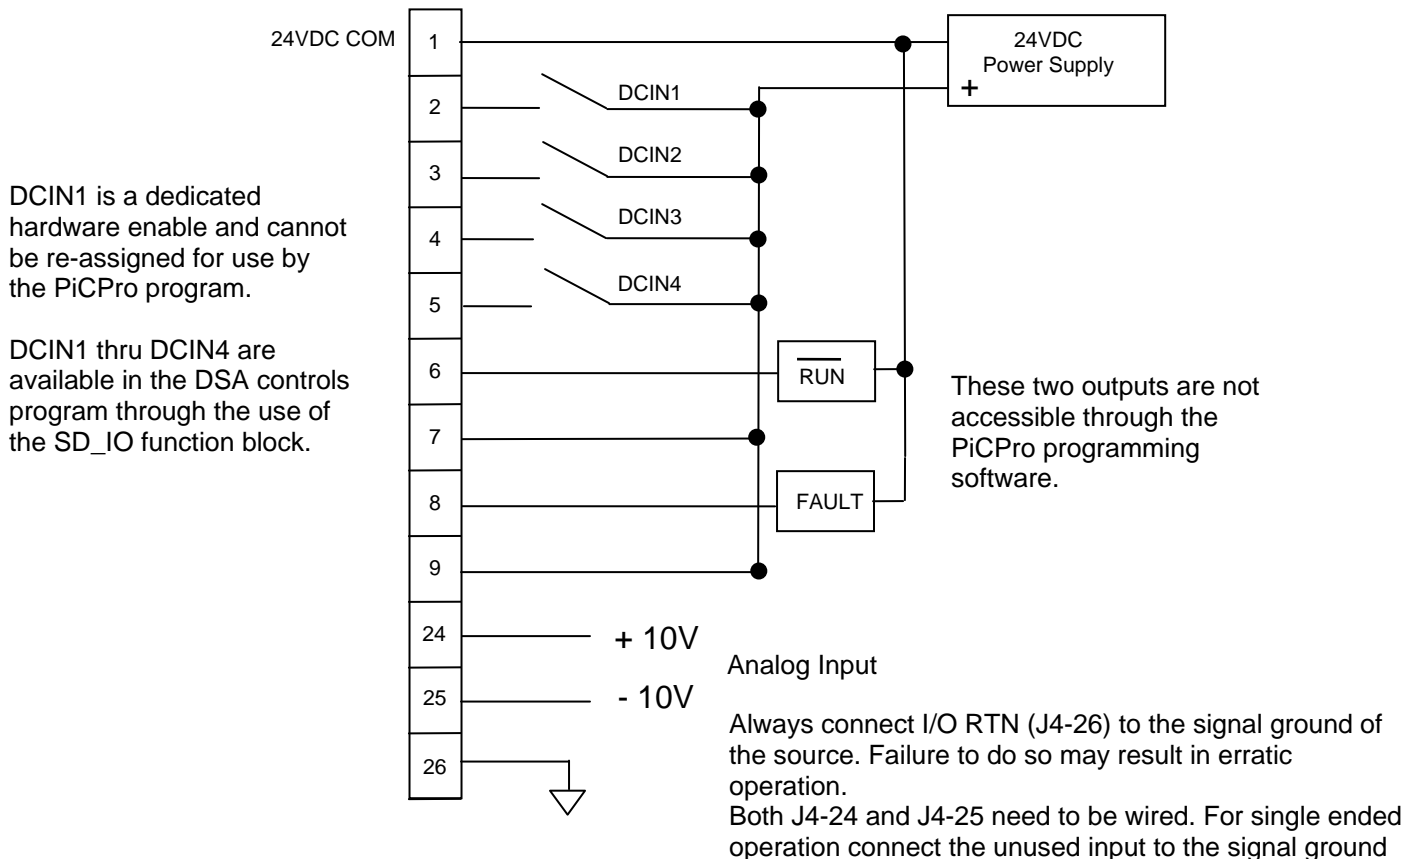 24VDC COM
1
24VDC
Power Supply
+
2
DCIN1
3
DCIN2
4
DCIN3
5
DCIN4
DCIN1 is a dedicated
hardware enable and cannot
be re-assigned for use by
the PiCPro program.
DCIN1 thru DCIN4 are
available in the DSA controls
program through the use of
the SD_IO function block.
6
RUN
7
8
FAULT
These two outputs are not
accessible through the
PiCPro programming
software.
9
24
+ 10V
25
- 10V
26
Analog Input
Always connect I/O RTN (J4-26) to the signal ground of
the source. Failure to do so may result in erratic
operation.
Both J4-24 and J4-25 need to be wired. For single ended
operation connect the unused input to the signal ground